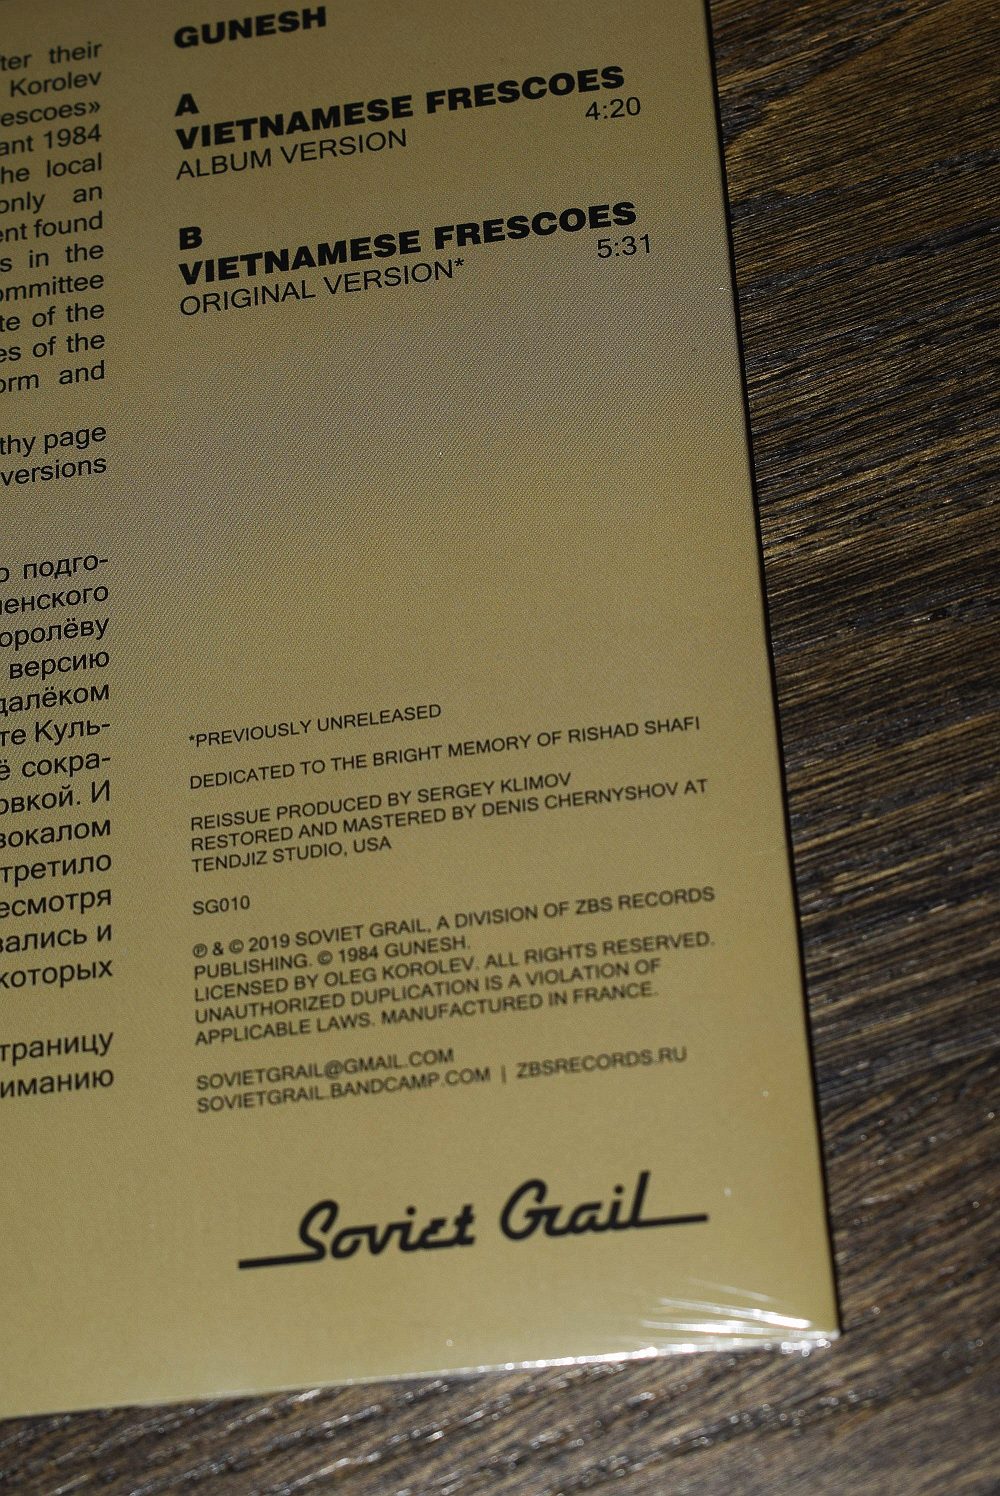 ter their
Korolev
escoes»
ant 1984
he local
only an
ent found
s in the
ommittee
te of the
es of the
orm and
thy page
versions
о подго-
енского
оролёву
версию
далёком
те Куль-
ё сокра-
овкой. И
вокалом
третило
есмотря
вались и
которых
траницу
иманию
GUNESH
A
VIETNAMESE FRESCOES
ALBUM VERSION 4:20
B
VIETNAMESE FRESCOES
ORIGINAL VERSION* 5:31
*PREVIOUSLY UNRELEASED
DEDICATED TO THE BRIGHT MEMORY OF RISHAD SHAFI
REISSUE PRODUCED BY SERGEY KLIMOV
RESTORED AND MASTERED BY DENIS CHERNYSHOV AT
TENDJIZ STUDIO, USA
SG010
℗ & © 2019 SOVIET GRAIL, A DIVISION OF ZBS RECORDS
PUBLISHING. © 1984 GUNESH.
LICENSED BY OLEG KOROLEV. ALL RIGHTS RESERVED.
UNAUTHORIZED DUPLICATION IS A VIOLATION OF
APPLICABLE LAWS. MANUFACTURED IN FRANCE.
SOVIETGRAIL@GMAIL.COM
SOVIETGRAIL.BANDCAMP.COM | ZBSRECORDS.RU
Soviet Grail